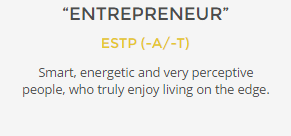 “ENTREPRENEUR”
ESTP (-A/-T)
Smart, energetic and very perceptive
people, who truly enjoy living on the edge.